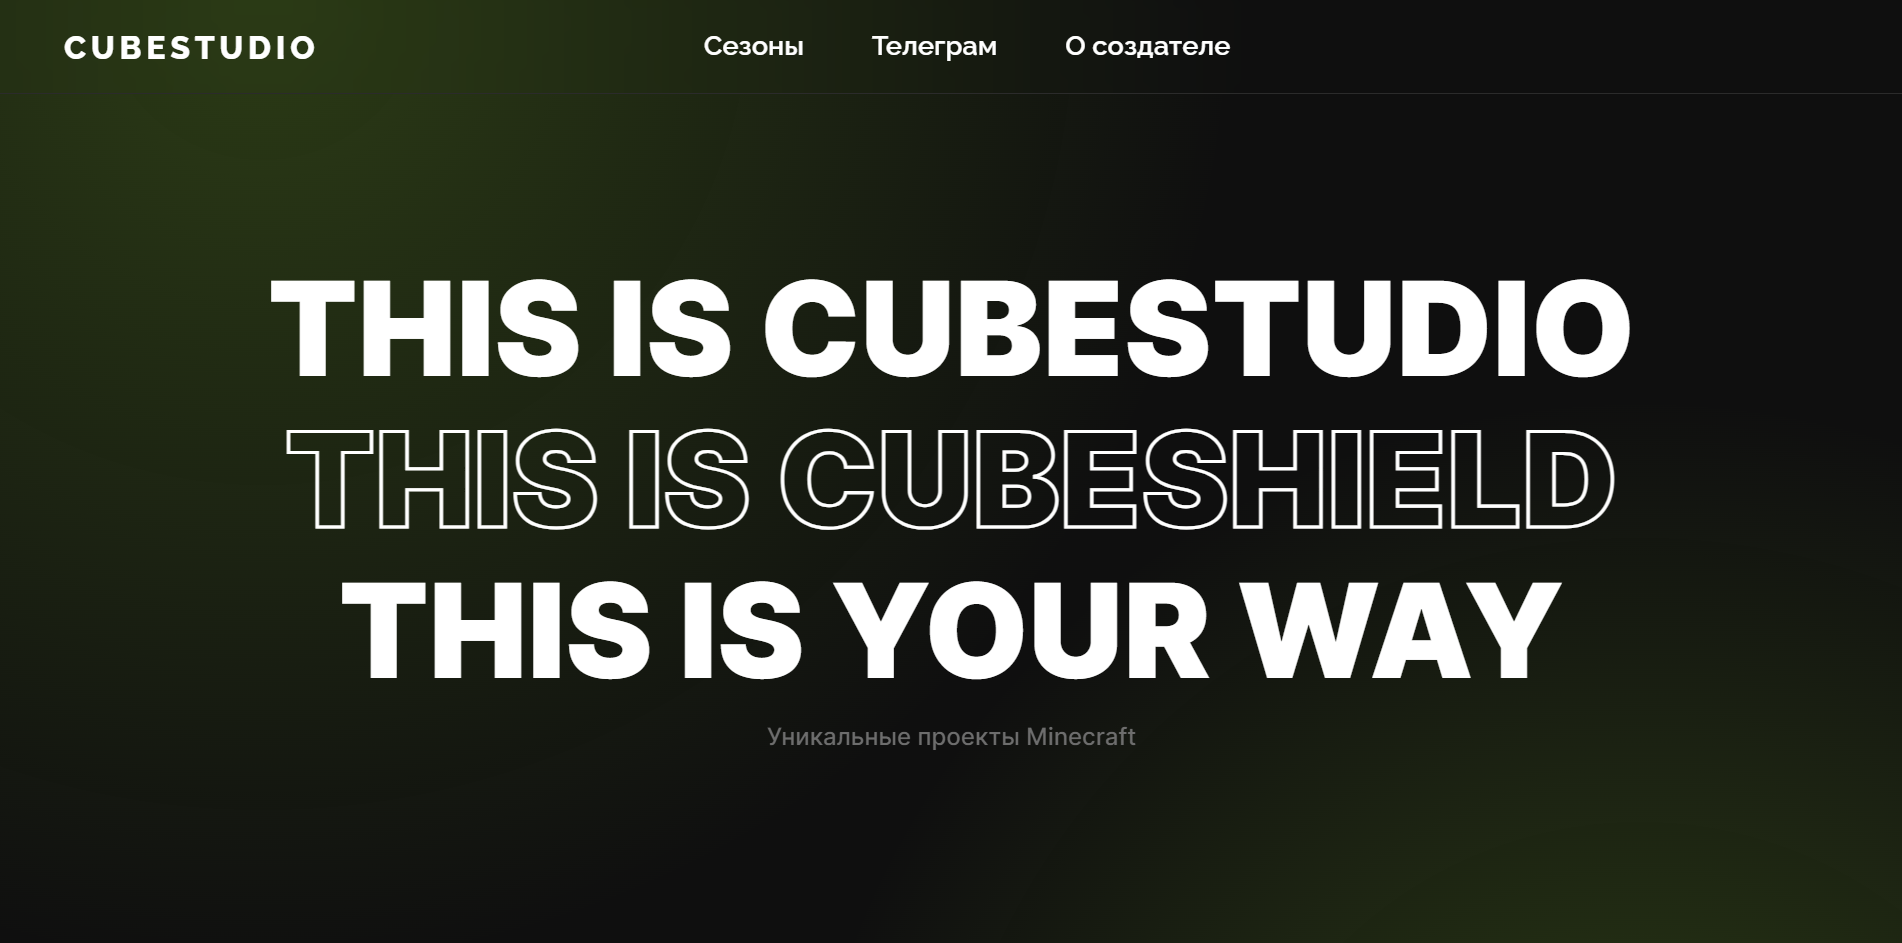 CUBESTUDIO
Сезоны Телеграм О создателе
THIS IS CUBESTUDIO
THIS IS CUBESHIELD
THIS IS YOUR WAY
Уникальные проекты Minecraft